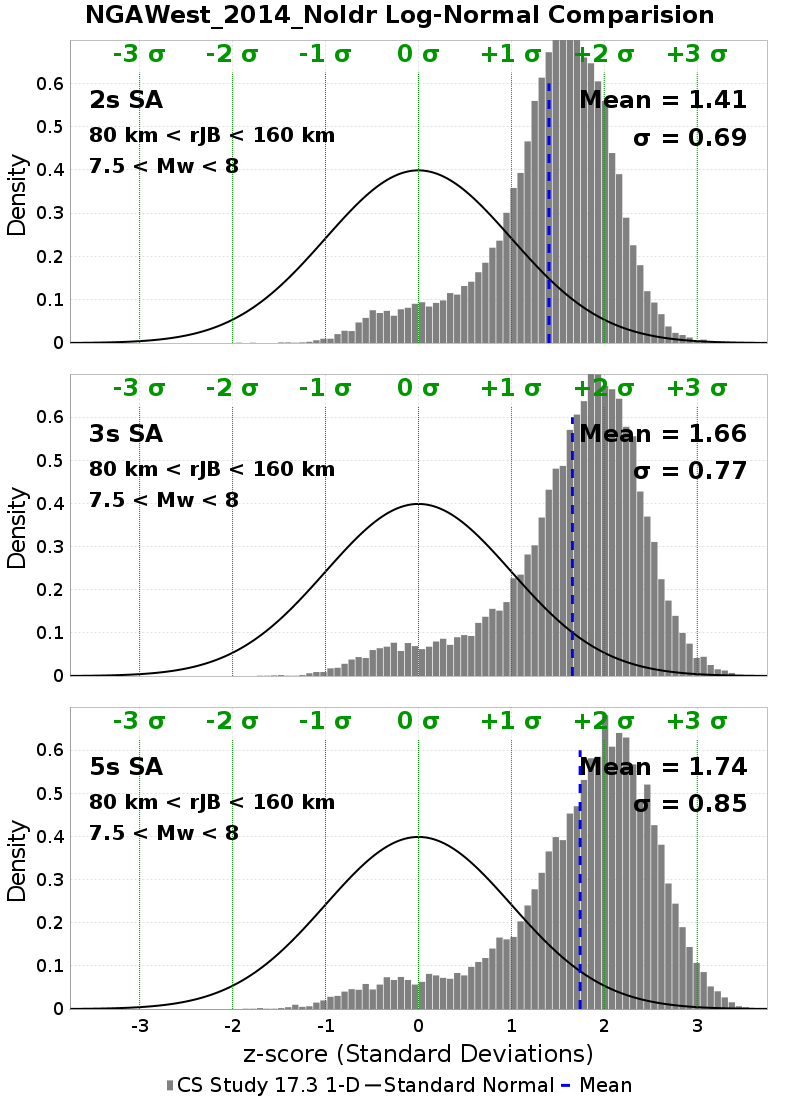 NGAWest_2014_NoIdr Log-Normal Comparision
-3 σ -2 σ -1 σ 0 σ +1 σ +2 σ +3 σ
0.6
2s SA
Mean = 1.41
0.5
80 km < rJB < 160 km
σ = 0.69
0.4
7.5 < Mw < 8
0.3
0.2
0.1
0
Density
-3 σ -2 σ -1 σ 0 σ +1 σ +2 σ +3 σ
0.6
3s SA
Mean = 1.66
0.5
80 km < rJB < 160 km
σ = 0.77
0.4
7.5 < Mw < 8
0.3
0.2
0.1
0
Density
-3 σ -2 σ -1 σ 0 σ +1 σ +2 σ +3 σ
0.6
5s SA
Mean = 1.74
0.5
80 km < rJB < 160 km
σ = 0.85
0.4
7.5 < Mw < 8
0.3
0.2
0.1
0
Density
-3 -2 -1 0 1 2 3
z-score (Standard Deviations)
CS Study 17.3 1-D Standard Normal Mean